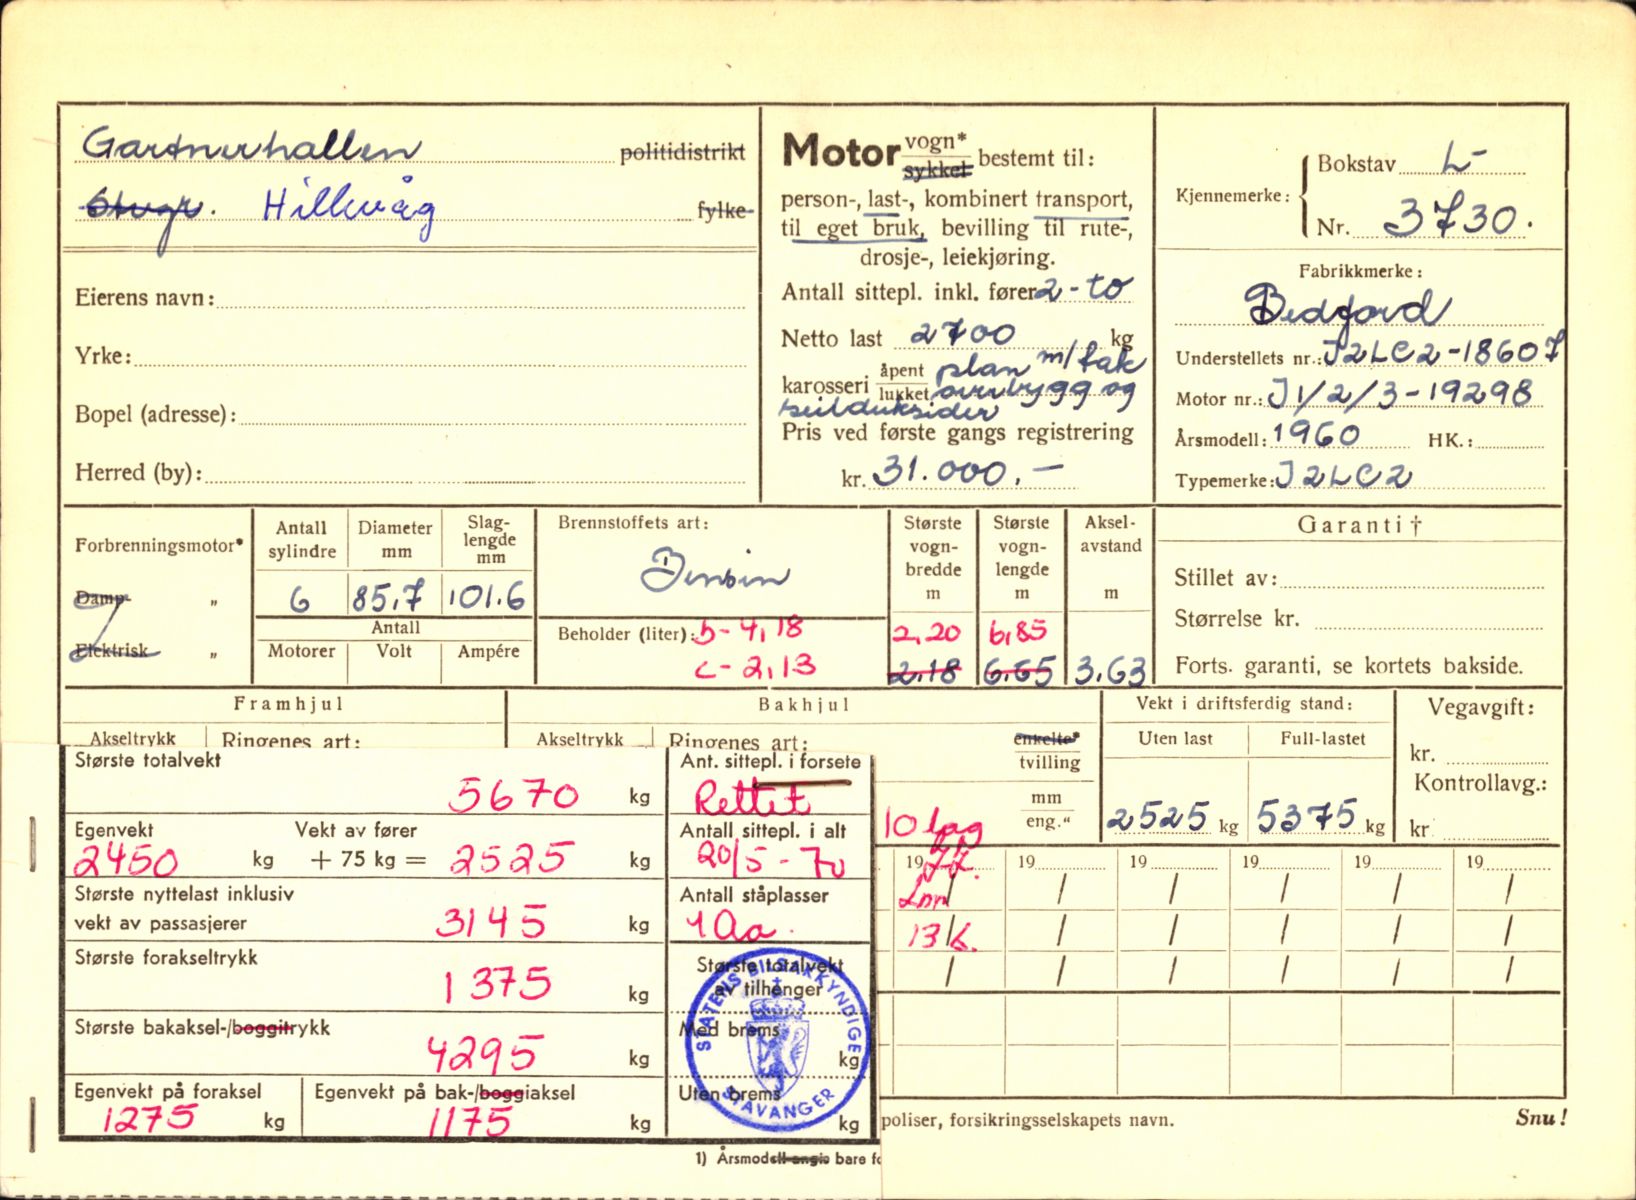 Gartnerhallen politidistrikt
Hillevåg fylke
Eierens navn:
Yrke:
Bopel (adresse):
Herred (by):
Motor vogn* sykkel bestemt til:
person-, last-, kombinert transport,
til eget bruk, bevilling til rute-,
drosje-, leiekjøring.
Antall sittepl. inkl. fører 2-to
Netto last 2700 kg
karosseri åpent lukket plan m/tak
overbygg og
seilduksider
Pris ved første gangs registrering
kr. 31.000.-
Kjennemerke: Bokstav L-
Nr. 3730.
Fabrikkmerke:
Bedford
Understellets nr.: J2LC2-18607
Motor nr.: J1/2/3-19298
Årsmodell: 1960 HK.:
Typemerke: J2LC2
Forbrenningsmotor*
Damp "
Elektrisk "
Antall sylindre
6
Diameter mm
85,7
Slag-lengde mm
101.6
Antall
Motorer Volt Ampére
Brennstoffets art:
Bensin
Beholder (liter): b- 4,18
c- 2,13
Største vogn-bredde m
2,20
2.18
Største vogn-lengde m
6,85
6.65
Aksel-avstand m
3.63
Garanti †
Stillet av:
Størrelse kr.
Forts. garanti, se kortets bakside.
Framhjul
Akseltrykk Ringenes art:
Bakhjul
Akseltrykk Ringenes art:
enkelte*
tvilling
mm
eng."
10 lag
Vekt i driftsferdig stand:
Uten last Full-lastet
2525 kg 5375 kg
Vegavgift:
kr.
Kontrollavg.:
kr.
Største totalvekt
5670 kg
Egenvekt Vekt av fører
2450 kg + 75 kg = 2525 kg
Største nyttelast inklusiv
vekt av passasjerer 3145 kg
Største forakseltrykk
1375 kg
Største bakaksel-/boggitrykk
4295 kg
Egenvekt på foraksel
1275 kg
Egenvekt på bak-/boggiaksel
1175 kg
Ant. sittepl. i forsete
Rettet
Antall sittepl. i alt
20/5 - 70
Antall ståplasser
Største totalvekt
av tilhenger
Med brems
kg
Uten brems
kg
STATENS BILSAKKYNDIGE
STAVANGER
19 77. 19 19 19 19 19
13/6.
poliser, forsikringsselskapets navn. Snu!
1) Årsmodell angis bare fo